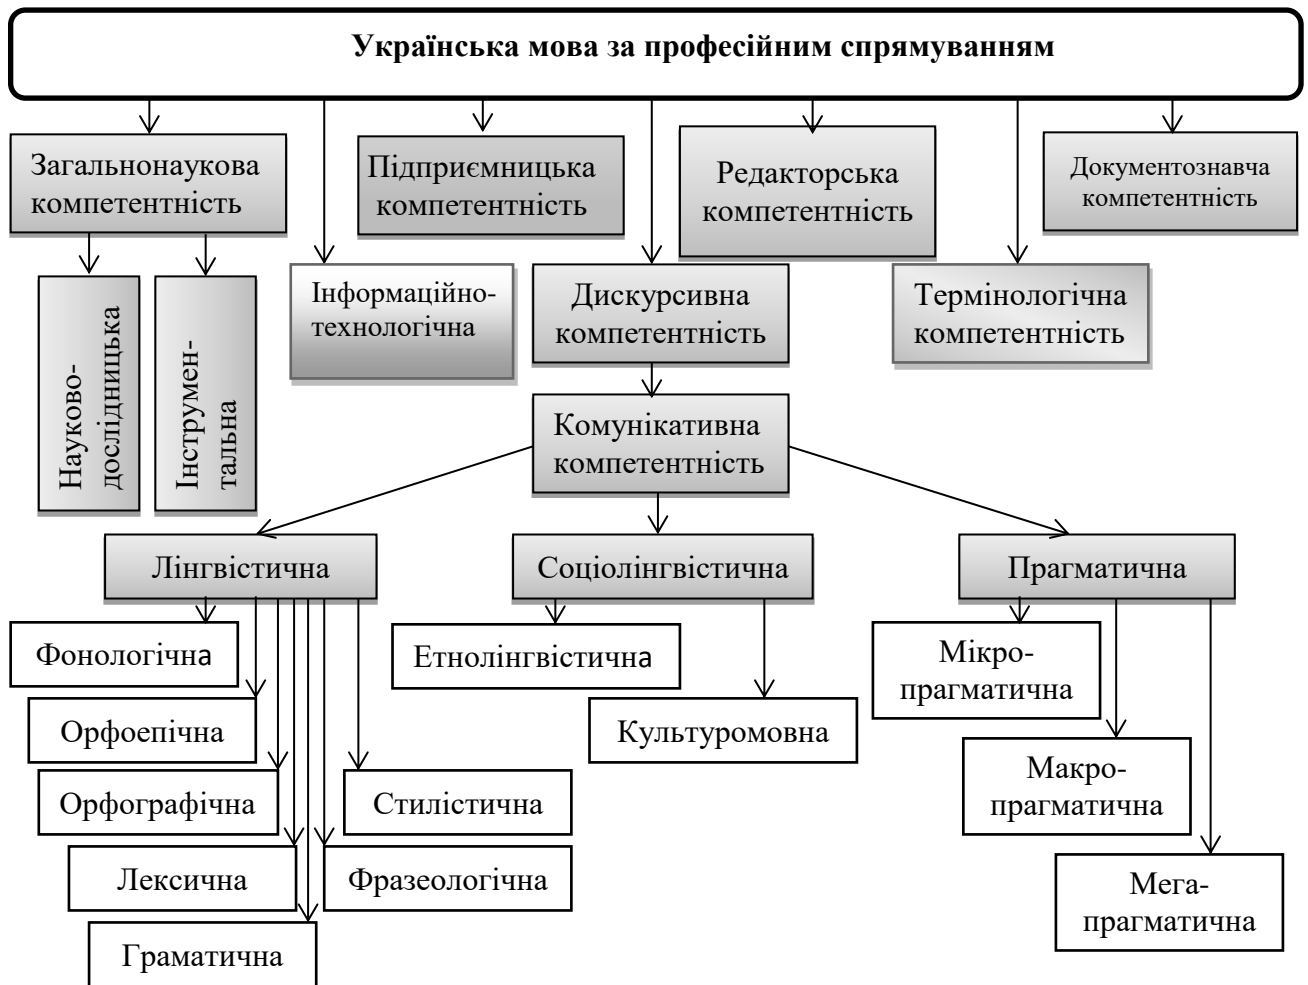 Українська мова за професійним спрямуванням
Загальнонаукова
компетентність
Підприємницька
компетентність
Редакторська
компетентність
Документознавча
компетентність
Науково-
дослідницька
Інструмен-
тальна
Інформаційно-
технологічна
Дискурсивна
компетентність
Термінологічна
компетентність
Комунікативна
компетентність
Лінгвістична
Соціолінгвістична
Прагматична
Фонологічна
Орфоепічна
Орфографічна
Стилістична
Лексична
Фразеологічна
Граматична
Етнолінгвістична
Культуромовна
Мікро-
прагматична
Макро-
прагматична
Мега-
прагматична